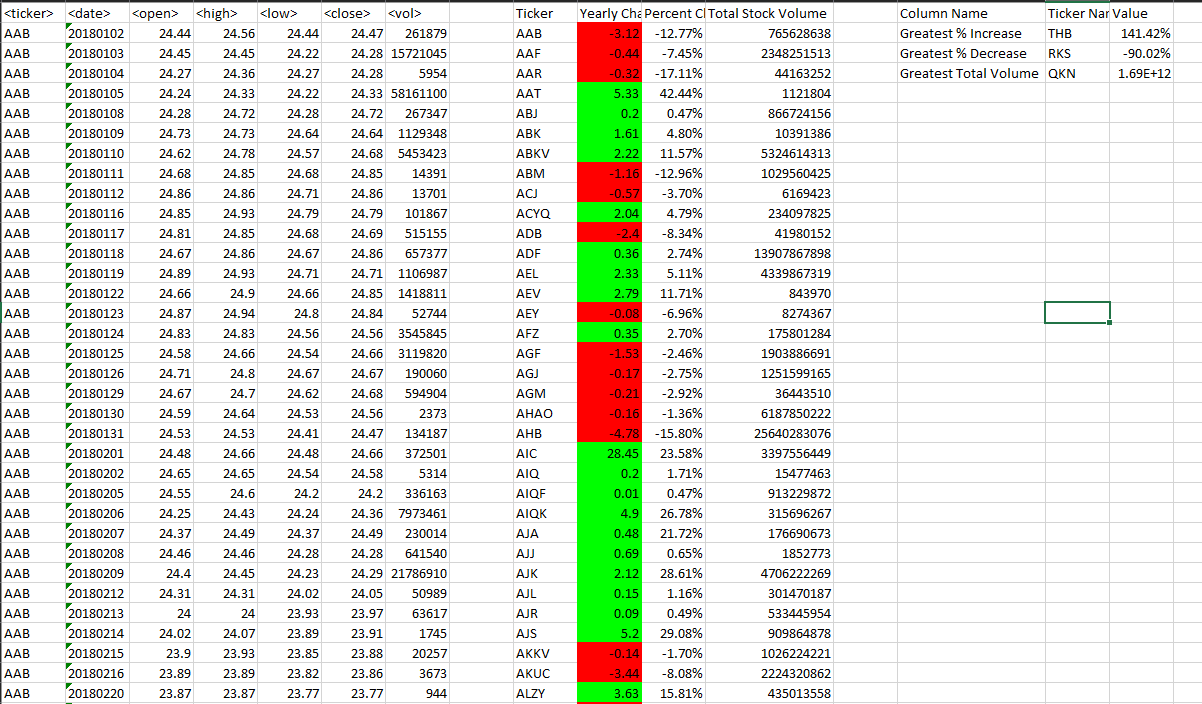 <ticker> <date> <open> <high> <low> <close> <vol> Ticker Yearly Cha Percent C Total Stock Volume Column Name Ticker Nar Value
AAB 20180102 24.44 24.56 24.44 24.47 261879 AAB -3.12 -12.77% 765628638 Greatest % Increase THB 141.42%
AAB 20180103 24.45 24.45 24.22 24.28 15721045 AAF -0.44 -7.45% 2348251513 Greatest % Decrease RKS -90.02%
AAB 20180104 24.27 24.36 24.27 24.28 5954 AAR -0.32 -17.11% 44163252 Greatest Total Volume QKN 1.69E+12
AAB 20180105 24.24 24.33 24.22 24.33 58161100 AAT 5.33 42.44% 1121804
AAB 20180108 24.28 24.72 24.28 24.72 267347 ABJ 0.2 0.47% 866724156
AAB 20180109 24.73 24.73 24.64 24.64 1129348 ABK 1.61 4.80% 10391386
AAB 20180110 24.62 24.78 24.57 24.68 5453423 ABKV 2.22 11.57% 5324614313
AAB 20180111 24.68 24.85 24.68 24.85 14391 ABM -1.16 -12.96% 1029560425
AAB 20180112 24.86 24.86 24.71 24.86 13701 ACJ -0.57 -3.70% 6169423
AAB 20180116 24.85 24.93 24.79 24.79 101867 ACYQ 2.04 4.79% 234097825
AAB 20180117 24.81 24.85 24.68 24.69 515155 ADB -2.4 -8.34% 41980152
AAB 20180118 24.67 24.86 24.67 24.86 657377 ADF 0.36 2.74% 13907867898
AAB 20180119 24.89 24.93 24.71 24.71 1106987 AEL 2.33 5.11% 4339867319
AAB 20180122 24.66 24.9 24.66 24.85 1418811 AEV 2.79 11.71% 843970
AAB 20180123 24.87 24.94 24.8 24.84 52744 AEY -0.08 -6.96% 8274367
AAB 20180124 24.83 24.83 24.56 24.56 3545845 AFZ 0.35 2.70% 175801284
AAB 20180125 24.58 24.66 24.54 24.66 3119820 AGF -1.53 -2.46% 1903886691
AAB 20180126 24.71 24.8 24.67 24.67 190060 AGJ -0.17 -2.75% 1251599165
AAB 20180129 24.67 24.7 24.62 24.68 594904 AGM -0.21 -2.92% 36443510
AAB 20180130 24.59 24.64 24.53 24.56 2373 AHAO -0.16 -1.36% 6187850222
AAB 20180131 24.53 24.53 24.41 24.47 134187 AHB -4.78 -15.80% 25640283076
AAB 20180201 24.48 24.66 24.48 24.66 372501 AIC 28.45 23.58% 3397556449
AAB 20180202 24.65 24.65 24.54 24.58 5314 AIQ 0.2 1.71% 15477463
AAB 20180205 24.55 24.6 24.2 24.2 336163 AIQF 0.01 0.47% 913229872
AAB 20180206 24.25 24.43 24.24 24.36 7973461 AIQK 4.9 26.78% 315696267
AAB 20180207 24.37 24.49 24.37 24.49 230014 AJA 0.48 21.72% 176690673
AAB 20180208 24.46 24.46 24.28 24.28 641540 AJJ 0.69 0.65% 1852773
AAB 20180209 24.4 24.45 24.23 24.29 21786910 AJK 2.12 28.61% 4706222269
AAB 20180212 24.31 24.31 24.02 24.05 50989 AJL 0.15 1.16% 301470187
AAB 20180213 24 24 23.93 23.97 63617 AJR 0.09 0.49% 533445954
AAB 20180214 24.02 24.07 23.89 23.91 1745 AJS 5.2 29.08% 909864878
AAB 20180215 23.9 23.93 23.85 23.88 20257 AKKV -0.14 -1.70% 1026224221
AAB 20180216 23.89 23.89 23.82 23.86 3673 AKUC -3.44 -8.08% 2224320862
AAB 20180220 23.87 23.87 23.77 23.77 944 ALZY 3.63 15.81% 435013558